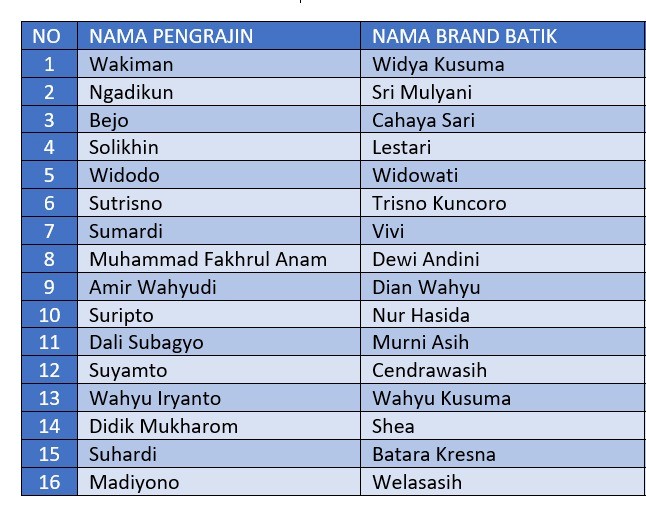 NO NAMA PENGRAJIN NAMA BRAND BATIK
1 Wakiman Widya Kusuma
2 Ngadikun Sri Mulyani
3 Bejo Cahaya Sari
4 Solikhin Lestari
5 Widodo Widowati
6 Sutrisno Trisno Kuncoro
7 Sumardi Vivi
8 Muhammad Fakhrul Anam Dewi Andini
9 Amir Wahyudi Dian Wahyu
10 Suripto Nur Hasida
11 Dali Subagyo Murni Asih
12 Suyamto Cendrawasih
13 Wahyu Iryanto Wahyu Kusuma
14 Didik Mukharom Shea
15 Suhardi Batara Kresna
16 Madiyono Welasasih